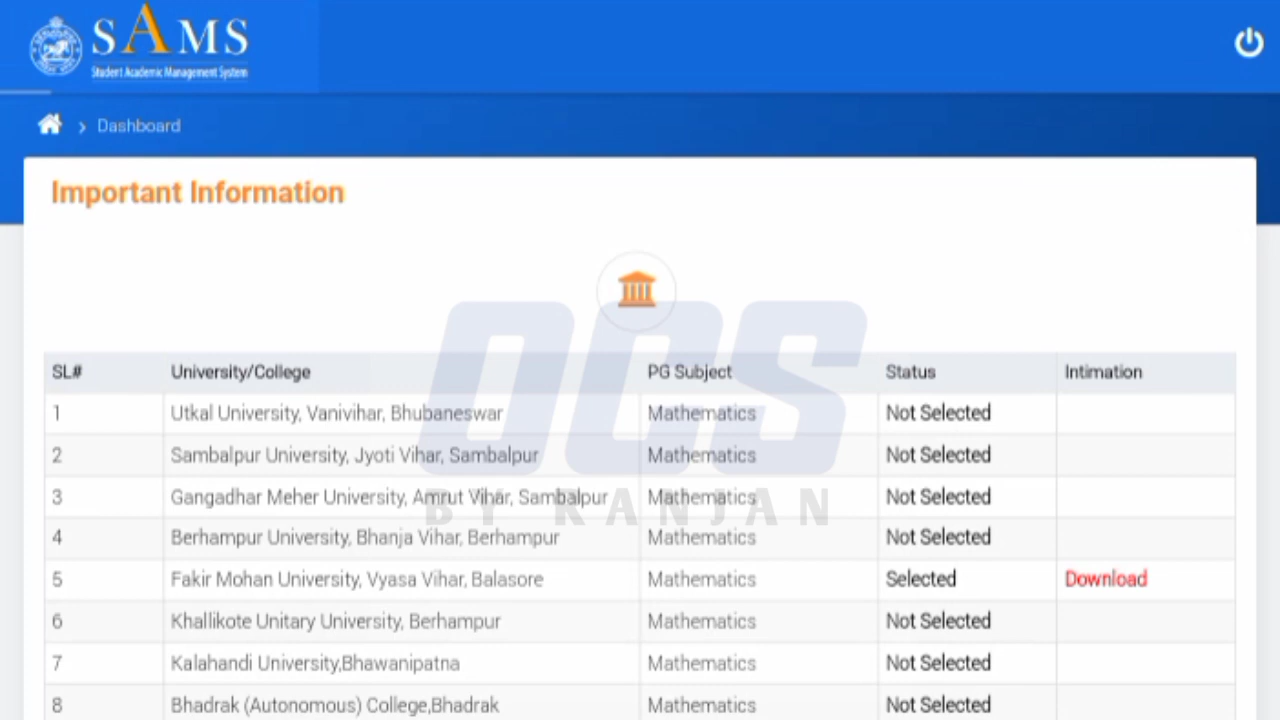 SAMS
Student Academic Management System
Dashboard
Important Information
OCS
BY RANJAN
SL# University/College PG Subject Status Intimation
1 Utkal University, Vanivihar, Bhubaneswar Mathematics Not Selected
2 Sambalpur University, Jyoti Vihar, Sambalpur Mathematics Not Selected
3 Gangadhar Meher University, Amrut Vihar, Sambalpur Mathematics Not Selected
4 Berhampur University, Bhanja Vihar, Berhampur Mathematics Not Selected
5 Fakir Mohan University, Vyasa Vihar, Balasore Mathematics Selected Download
6 Khallikote Unitary University, Berhampur Mathematics Not Selected
7 Kalahandi University,Bhawanipatna Mathematics Not Selected
8 Bhadrak (Autonomous) College,Bhadrak Mathematics Not Selected